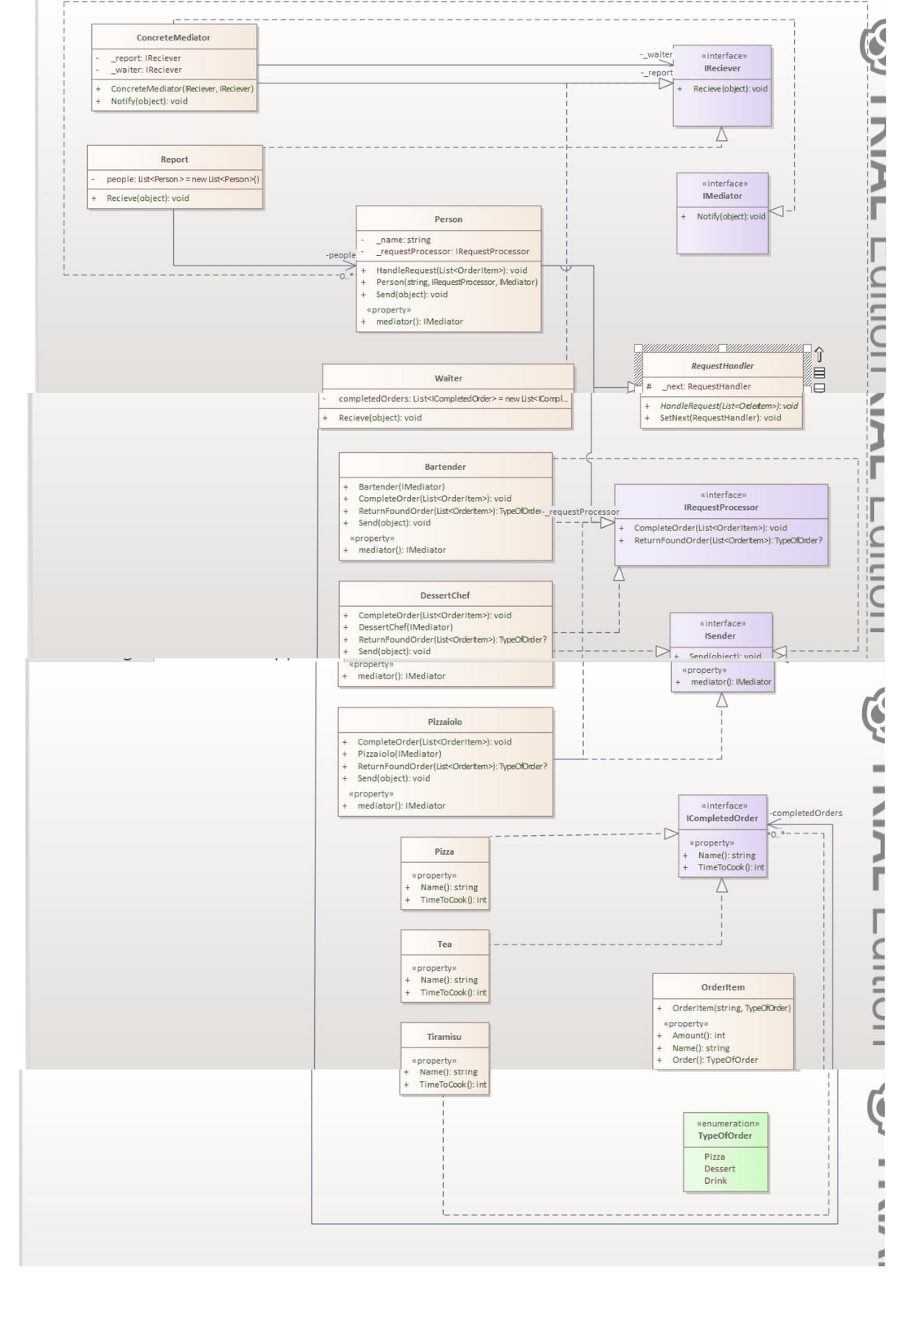 ConcreteMediator
- _report: IReciever
- _waiter: IReciever
+ ConcreteMediator(IReciever, IReciever)
+ Notify(object): void
-_waiter
-_report
«interface»
IReciever
+ Recieve(object): void
TRIAL Edition
Report
- people: List<Person> = new List<Person>()
+ Recieve(object): void
«interface»
IMediator
+ Notify(object): void
-people
0..*
Person
- _name: string
- _requestProcessor: IRequestProcessor
+ HandleRequest(List<OrderItem>): void
+ Person(string, IRequestProcessor, IMediator)
+ Send(object): void
«property»
+ mediator(): IMediator
RequestHandler
# _next: RequestHandler
+ HandleRequest(List<OrderItem>): void
+ SetNext(RequestHandler): void
Waiter
- completedOrders: List<ICompletedOrder> = new List<ICompl...
+ Recieve(object): void
Bartender
+ Bartender(IMediator)
+ CompleteOrder(List<OrderItem>): void
+ ReturnFoundOrder(List<OrderItem>): TypeOfOrder
+ Send(object): void
«property»
+ mediator(): IMediator
-_requestProcessor
«interface»
IRequestProcessor
+ CompleteOrder(List<OrderItem>): void
+ ReturnFoundOrder(List<OrderItem>): TypeOfOrder?
DessertChef
+ CompleteOrder(List<OrderItem>): void
+ DessertChef(IMediator)
+ ReturnFoundOrder(List<OrderItem>): TypeOfOrder?
+ Send(object): void
«property»
+ mediator(): IMediator
«interface»
ISender
+ Send(object): void
«property»
+ mediator(): IMediator
Pizzaiolo
+ CompleteOrder(List<OrderItem>): void
+ Pizzaiolo(IMediator)
+ ReturnFoundOrder(List<OrderItem>): TypeOfOrder?
+ Send(object): void
«property»
+ mediator(): IMediator
TRIAL Edition
«interface»
ICompletedOrder
«property»
+ Name(): string
+ TimeToCook(): int
-completedOrders
0..*
Pizza
«property»
+ Name(): string
+ TimeToCook(): int
Tea
«property»
+ Name(): string
+ TimeToCook(): int
OrderItem
+ OrderItem(string, TypeOfOrder)
«property»
+ Amount(): int
+ Name(): string
+ Order(): TypeOfOrder
Tiramisu
«property»
+ Name(): string
+ TimeToCook(): int
«enumeration»
TypeOfOrder
Pizza
Dessert
Drink